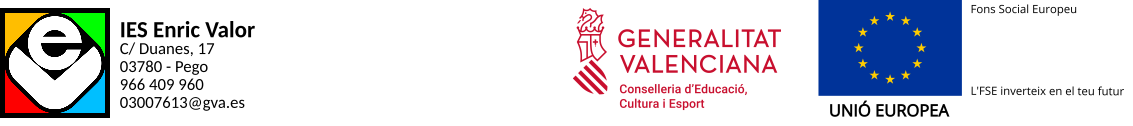 e
IES Enric Valor
C/ Duanes, 17
03780 - Pego
966 409 960
03007613@gva.es
GENERALITAT
VALENCIANA
Conselleria d'Educació,
Cultura i Esport
UNIÓ EUROPEA
Fons Social Europeu
L'FSE inverteix en el teu futur